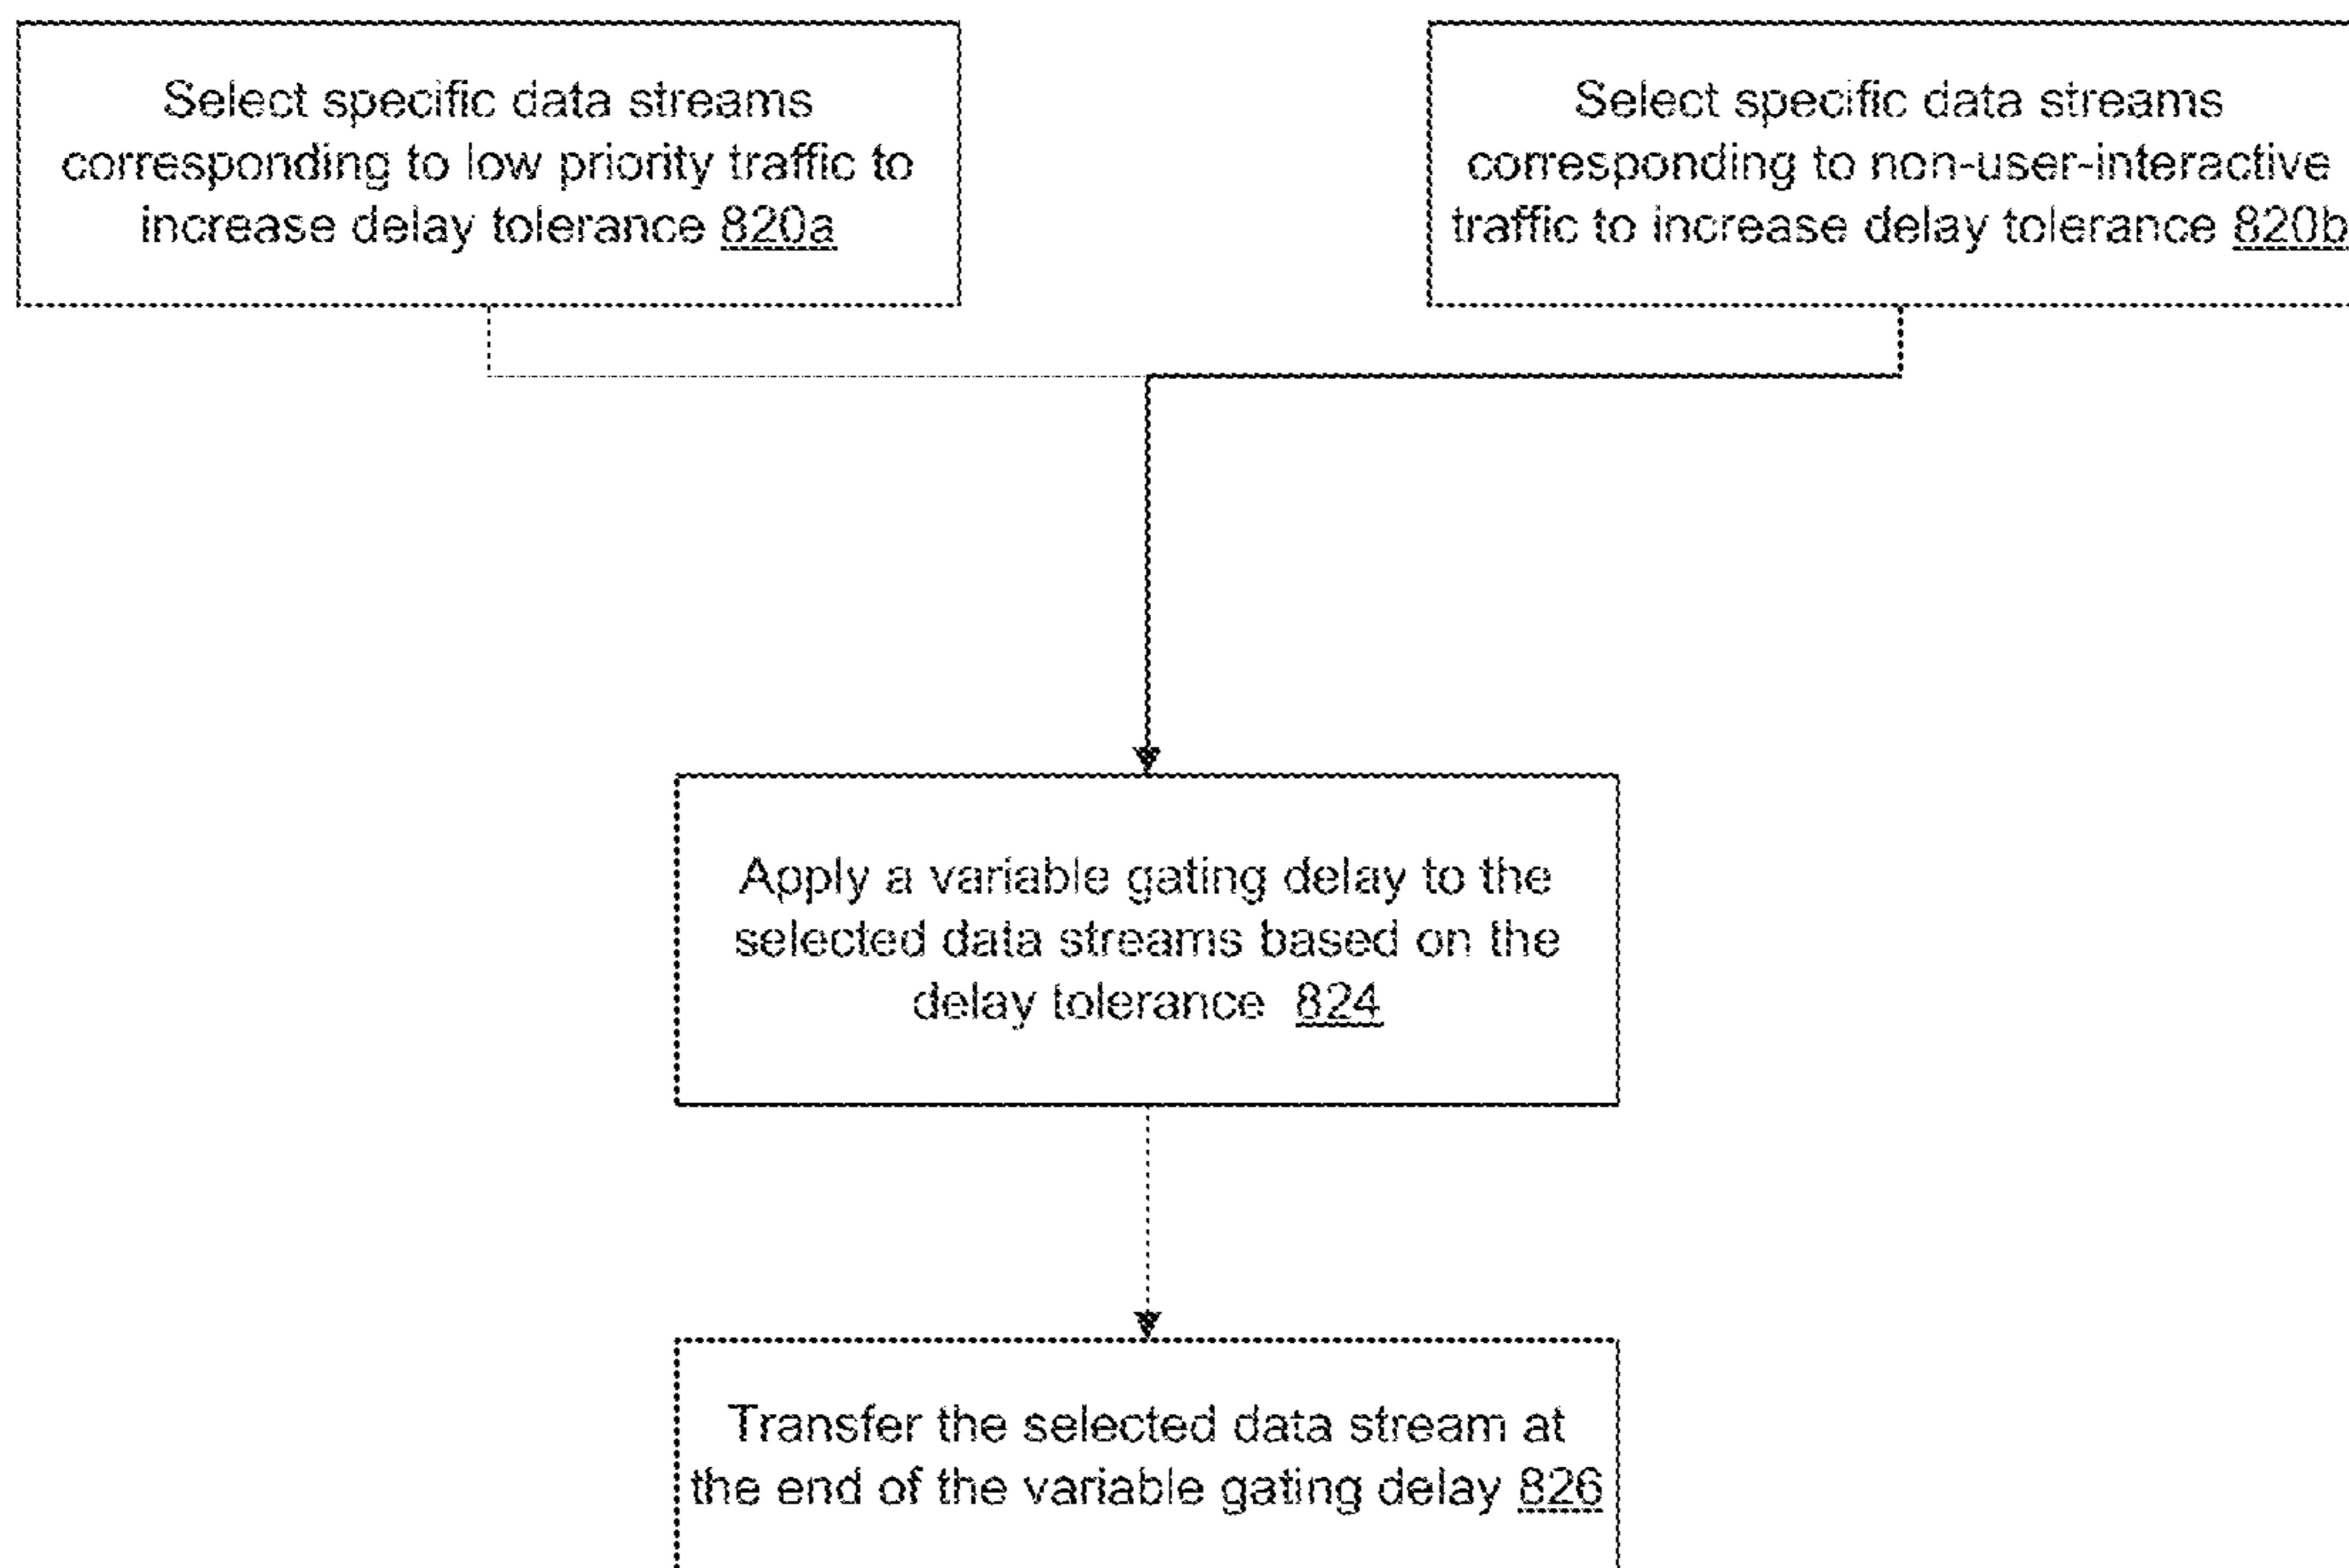 Select specific data streams
corresponding to low priority traffic to
increase delay tolerance 820a
Select specific data streams
corresponding to non-user-interactive
traffic to increase delay tolerance 820b
Apply a variable gating delay to the
selected data streams based on the
delay tolerance 824
Transfer the selected data stream at
the end of the variable gating delay 826